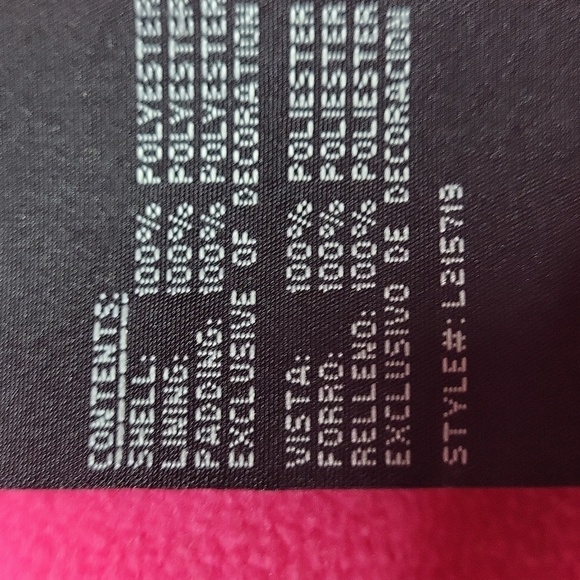 CONTENTS:
SHELL: 100% POLYESTER
LINING: 100% POLYESTER
PADDING: 100% POLYESTER
EXCLUSIVE OF DECORATION
VISTA: 100% POLIESTER
FORRO: 100% POLIESTER
RELLENO: 100% POLIESTER
EXCLUSIVO DE DECORACION
STYLE#:L215719